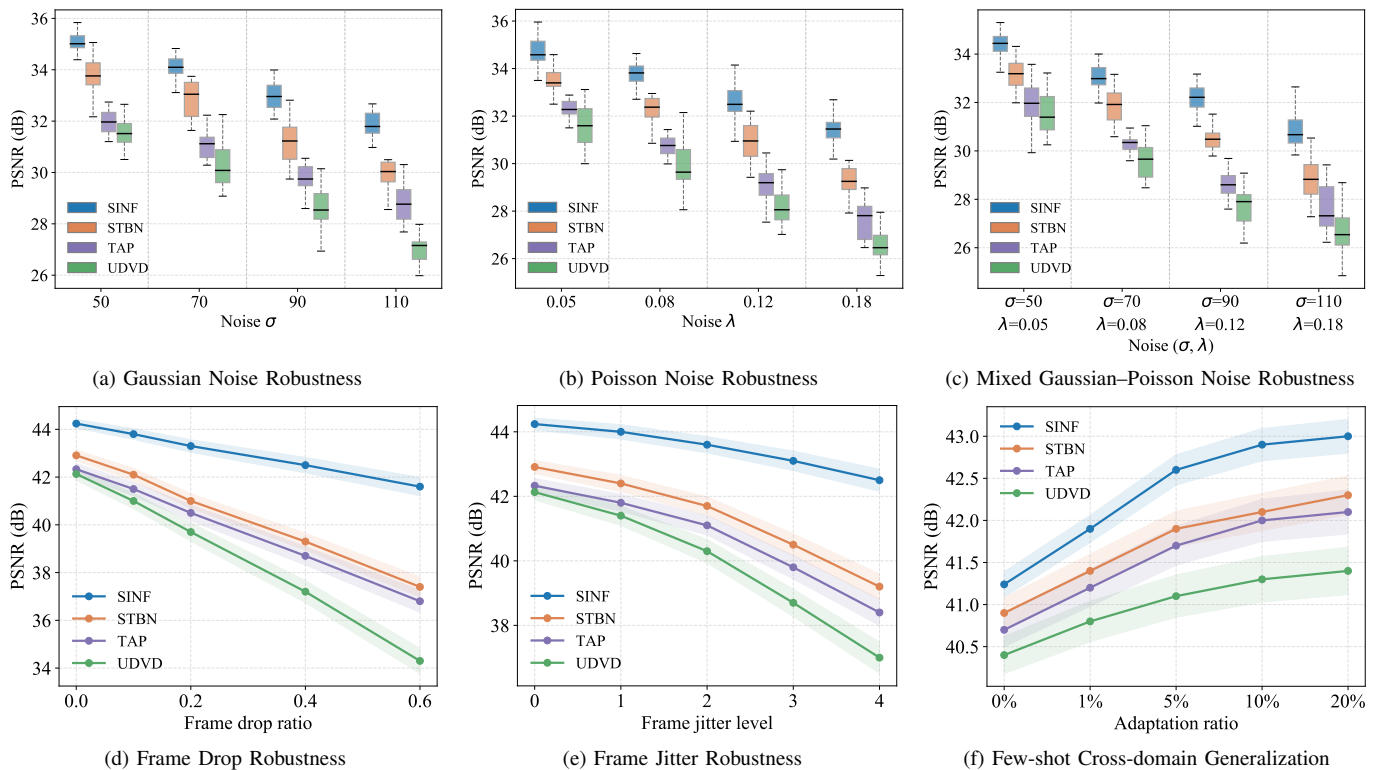 36
34
32
30
28
26
PSNR (dB)
SINF
STBN
TAP
UDVD
50
70
90
110
Noise σ
(a) Gaussian Noise Robustness
36
34
32
30
28
26
PSNR (dB)
SINF
STBN
TAP
UDVD
0.05
0.08
0.12
0.18
Noise λ
(b) Poisson Noise Robustness
34
32
30
28
26
PSNR (dB)
SINF
STBN
TAP
UDVD
σ=50
λ=0.05
σ=70
λ=0.08
σ=90
λ=0.12
σ=110
λ=0.18
Noise (σ, λ)
(c) Mixed Gaussian–Poisson Noise Robustness
44
42
40
38
36
34
PSNR (dB)
SINF
STBN
TAP
UDVD
0.0
0.2
0.4
0.6
Frame drop ratio
(d) Frame Drop Robustness
44
42
40
38
PSNR (dB)
SINF
STBN
TAP
UDVD
0
1
2
3
4
Frame jitter level
(e) Frame Jitter Robustness
43.0
42.5
42.0
41.5
41.0
40.5
PSNR (dB)
SINF
STBN
TAP
UDVD
0%
1%
5%
10%
20%
Adaptation ratio
(f) Few-shot Cross-domain Generalization